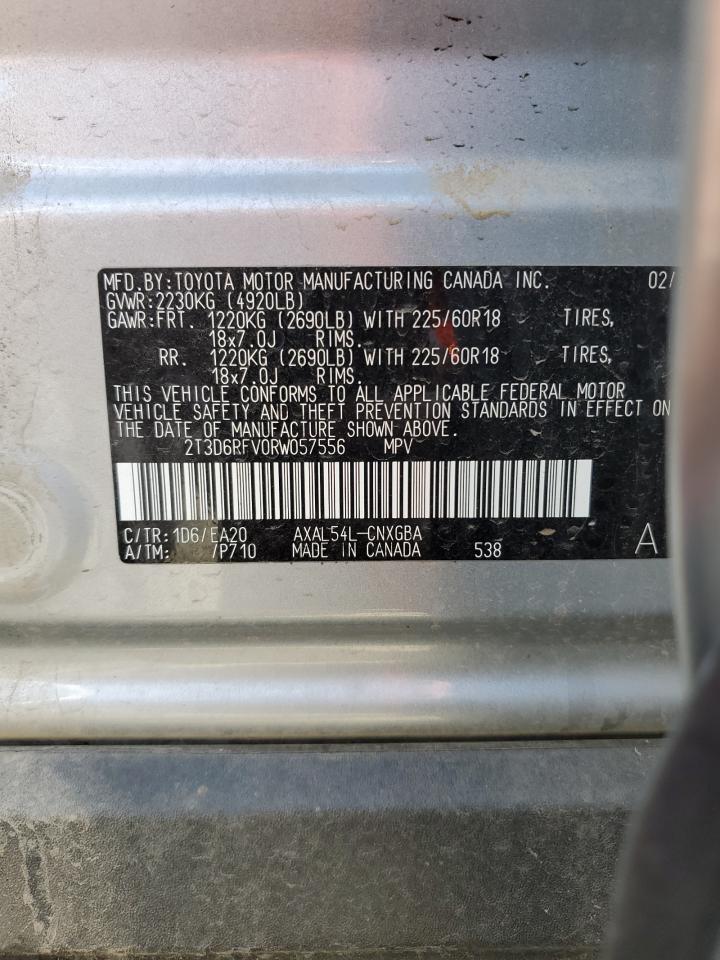 MFD.BY:TOYOTA MOTOR MANUFACTURING CANADA INC. 02/
GVWR:2230KG (4920LB)
GAWR:FRT. 1220KG (2690LB) WITH 225/60R18 TIRES,
18x7.0J RIMS.
RR. 1220KG (2690LB) WITH 225/60R18 TIRES,
18x7.0J RIMS.
THIS VEHICLE CONFORMS TO ALL APPLICABLE FEDERAL MOTOR
VEHICLE SAFETY AND THEFT PREVENTION STANDARDS IN EFFECT ON
THE DATE OF MANUFACTURE SHOWN ABOVE.
2T3D6RFV0RW057556 MPV
C/TR:1D6/EA20 AXAL54L-CNXGBA
A/TM: /P710 MADE IN CANADA 538 A